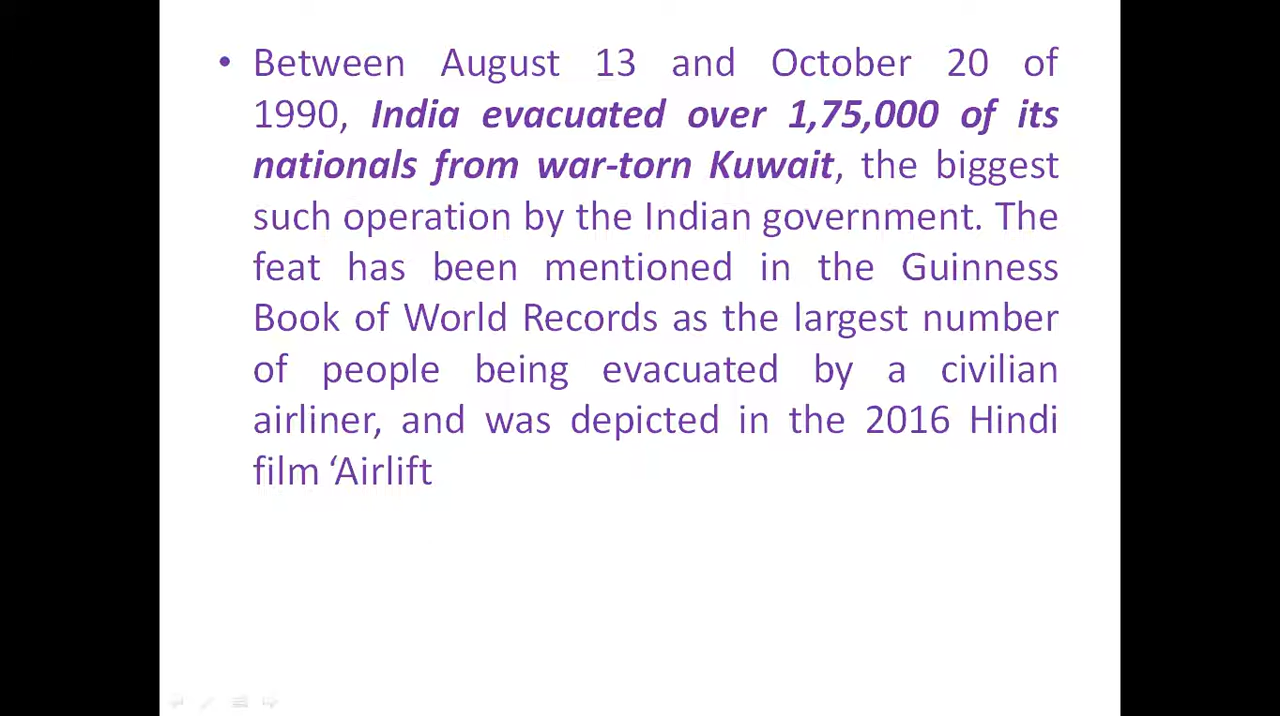 • Between August 13 and October 20 of
1990, India evacuated over 1,75,000 of its
nationals from war-torn Kuwait, the biggest
such operation by the Indian government. The
feat has been mentioned in the Guinness
Book of World Records as the largest number
of people being evacuated by a civilian
airliner, and was depicted in the 2016 Hindi
film ‘Airlift